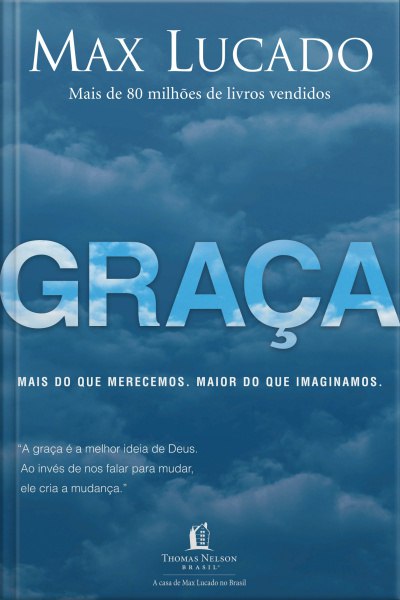 MAX LUCADO
Mais de 80 milhões de livros vendidos
GRAÇA
MAIS DO QUE MERECEMOS. MAIOR DO QUE IMAGINAMOS.
“A graça é a melhor ideia de Deus.
Ao invés de nos falar para mudar,
ele cria a mudança.”
THOMAS NELSON
BRASIL®
A casa de Max Lucado no Brasil